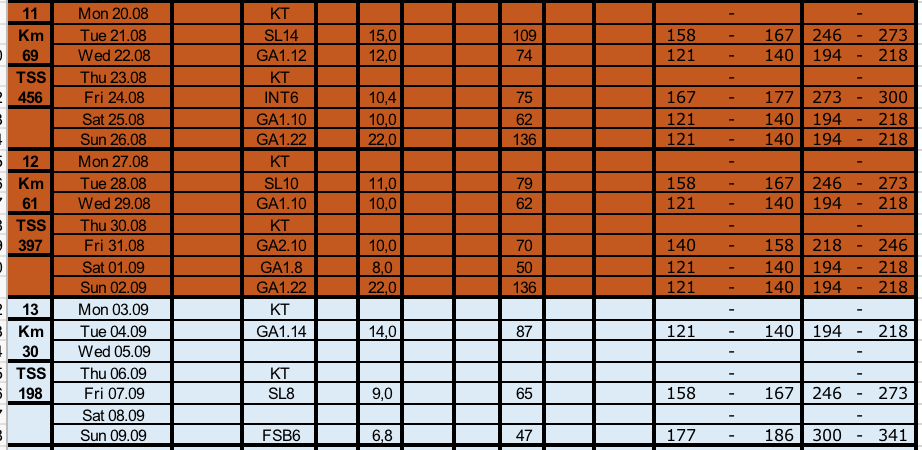 11 Mon 20.08 KT - -
Km Tue 21.08 SL14 15,0 109 158 - 167 246 - 273
69 Wed 22.08 GA1.12 12,0 74 121 - 140 194 - 218
TSS Thu 23.08 KT - -
456 Fri 24.08 INT6 10,4 75 167 - 177 273 - 300
Sat 25.08 GA1.10 10,0 62 121 - 140 194 - 218
Sun 26.08 GA1.22 22,0 136 121 - 140 194 - 218
12 Mon 27.08 KT - -
Km Tue 28.08 SL10 11,0 79 158 - 167 246 - 273
61 Wed 29.08 GA1.10 10,0 62 121 - 140 194 - 218
TSS Thu 30.08 KT - -
397 Fri 31.08 GA2.10 10,0 70 140 - 158 218 - 246
Sat 01.09 GA1.8 8,0 50 121 - 140 194 - 218
Sun 02.09 GA1.22 22,0 136 121 - 140 194 - 218
13 Mon 03.09 KT - -
Km Tue 04.09 GA1.14 14,0 87 121 - 140 194 - 218
30 Wed 05.09 - -
TSS Thu 06.09 KT - -
198 Fri 07.09 SL8 9,0 65 158 - 167 246 - 273
Sat 08.09 - -
Sun 09.09 FSB6 6,8 47 177 - 186 300 - 341